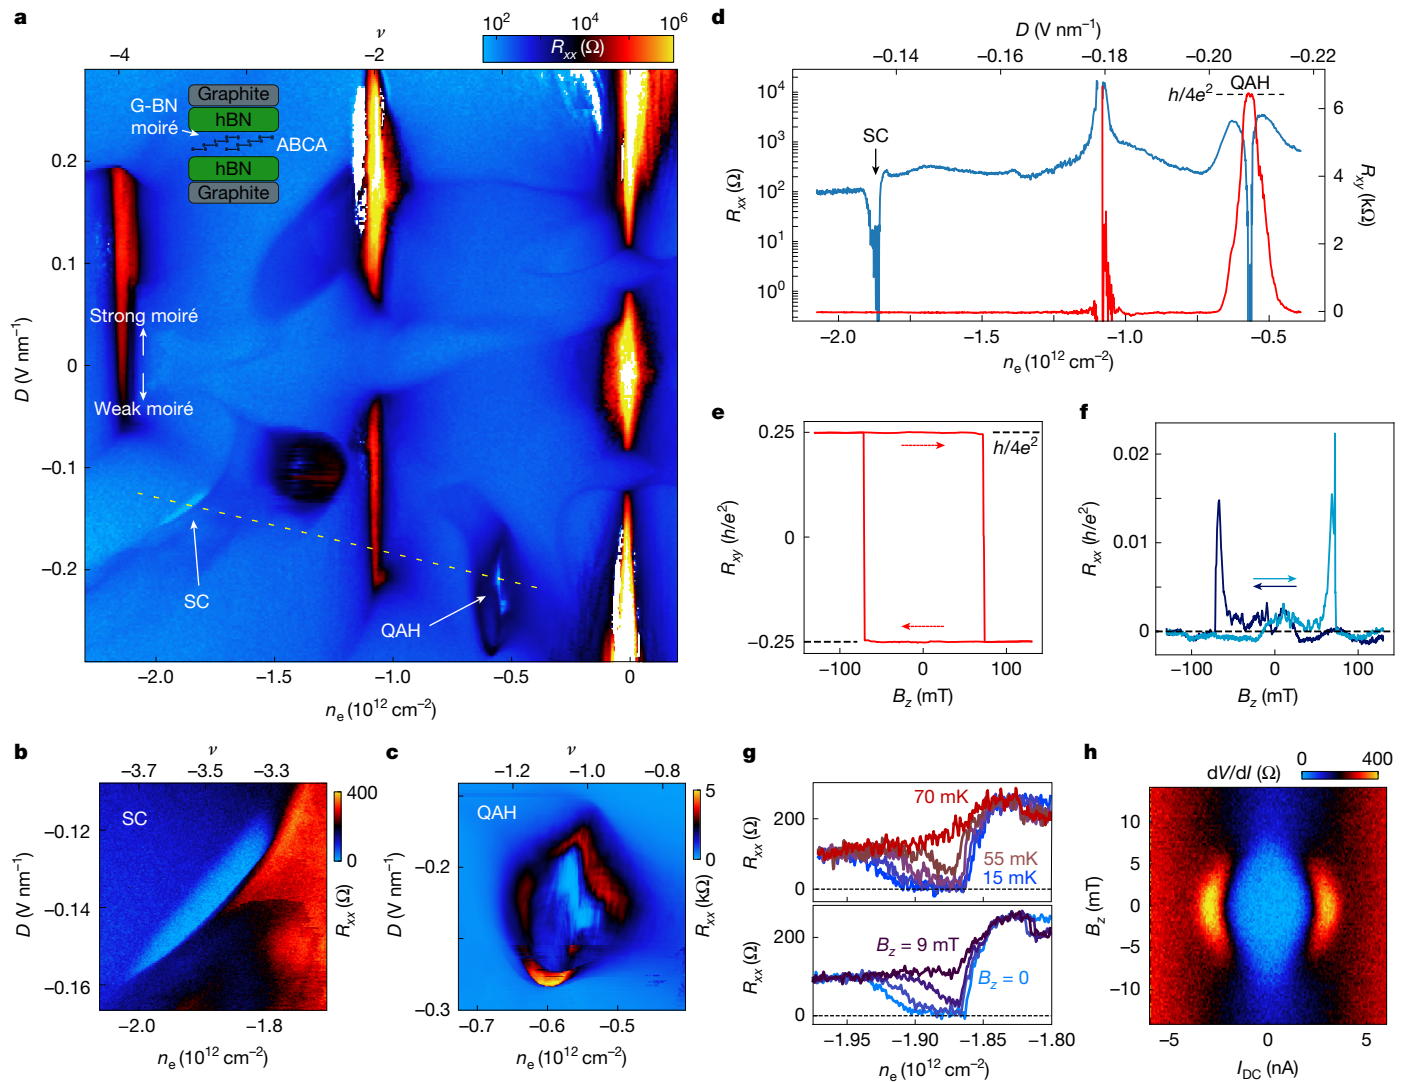 a
ν
−4
−2
10² 10⁴ 10⁶
Rxx (Ω)
Graphite
G-BN
moiré
hBN
ABCA
hBN
Graphite
Strong moiré
Weak moiré
SC
QAH
0.2
0.1
0
−0.1
−0.2
D (V nm⁻¹)
−2.0 −1.5 −1.0 −0.5 0
nₑ (10¹² cm⁻²)
d
D (V nm⁻¹)
−0.14 −0.16 −0.18 −0.20 −0.22
SC
QAH
h/4e²
10⁴
10³
10²
10¹
10⁰
Rxx (Ω)
6
4
2
0
Rxy (kΩ)
−2.0 −1.5 −1.0 −0.5
nₑ (10¹² cm⁻²)
e
0.25
0
−0.25
h/4e²
Rxy (h/e²)
−100 0 100
Bz (mT)
f
0.02
0.01
0
Rxx (h/e²)
−100 0 100
Bz (mT)
b
ν
−3.7 −3.5 −3.3
SC
−0.12
−0.14
−0.16
D (V nm⁻¹)
−2.0 −1.8
nₑ (10¹² cm⁻²)
400
0
Rxx (Ω)
c
ν
−1.2 −1.0 −0.8
QAH
−0.2
−0.3
D (V nm⁻¹)
−0.7 −0.6 −0.5
nₑ (10¹² cm⁻²)
5
0
Rxx (kΩ)
g
70 mK
55 mK
15 mK
200
0
Rxx (Ω)
Bz = 9 mT
Bz = 0
200
0
Rxx (Ω)
−1.95 −1.90 −1.85 −1.80
nₑ (10¹² cm⁻²)
h
dV/dI (Ω)
0 400
10
5
0
−5
−10
Bz (mT)
−5 0 5
IDC (nA)